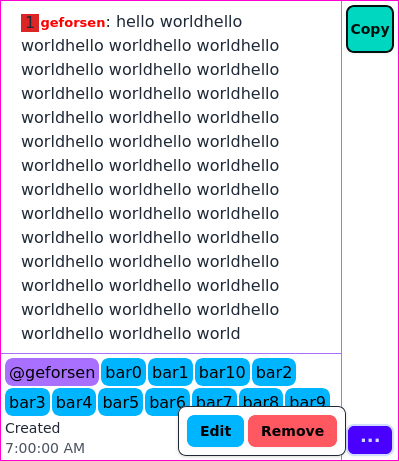 1 geforsen: hello worldhello
worldhello worldhello worldhello
worldhello worldhello worldhello
worldhello worldhello worldhello
worldhello worldhello worldhello
worldhello worldhello worldhello
worldhello worldhello worldhello
worldhello worldhello worldhello
worldhello worldhello worldhello
worldhello worldhello worldhello
worldhello worldhello worldhello
worldhello worldhello worldhello
worldhello worldhello worldhello
worldhello worldhello world
Copy
@geforsen bar0 bar1 bar10 bar2
bar3 bar4 bar5 bar6 bar7 bar8 bar9
Created
7:00:00 AM
Edit Remove
...